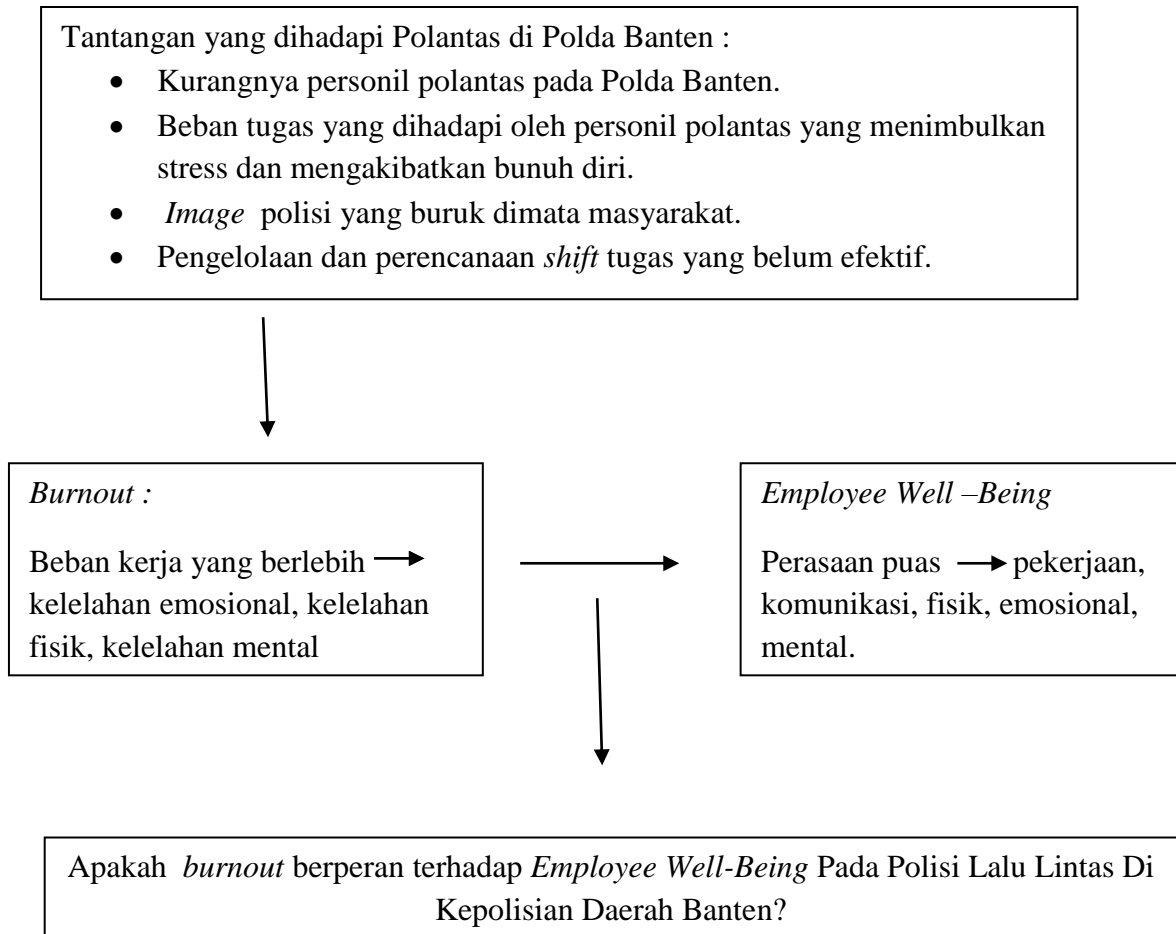 Tantangan yang dihadapi Polantas di Polda Banten :
• Kurangnya personil polantas pada Polda Banten.
• Beban tugas yang dihadapi oleh personil polantas yang menimbulkan
stress dan mengakibatkan bunuh diri.
• Image polisi yang buruk dimata masyarakat.
• Pengelolaan dan perencanaan shift tugas yang belum efektif.
Burnout :
Beban kerja yang berlebih →
kelelahan emosional, kelelahan
fisik, kelelahan mental
Employee Well –Being
Perasaan puas → pekerjaan,
komunikasi, fisik, emosional,
mental.
Apakah burnout berperan terhadap Employee Well-Being Pada Polisi Lalu Lintas Di
Kepolisian Daerah Banten?